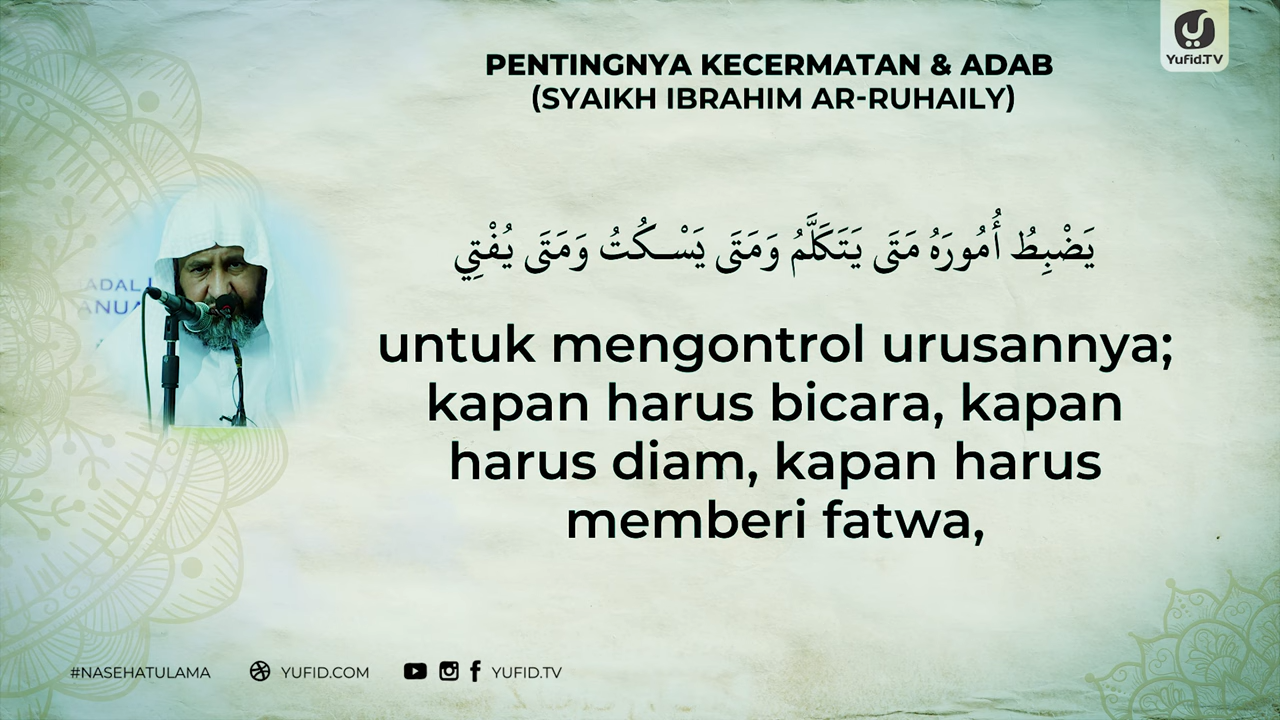 Yufid.TV
PENTINGNYA KECERMATAN & ADAB
(SYAIKH IBRAHIM AR-RUHAILY)
يَضْبِطُ أُمُورَهُ مَتَى يَتَكَلَّمُ وَمَتَى يَسْكُتُ وَمَتَى يُفْتِي
untuk mengontrol urusannya;
kapan harus bicara, kapan
harus diam, kapan harus
memberi fatwa,
#NASEHATULAMA YUFID.COM YUFID.TV